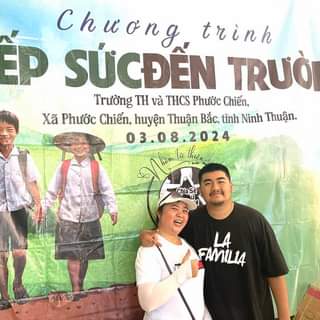 Chương trình
ẾP SỨC ĐẾN TRƯỜN
Trường TH và THCS Phước Chiến,
Xã Phước Chiến, huyện Thuận Bắc, tỉnh Ninh Thuận.
03.08.2024
LA
FAMILIA